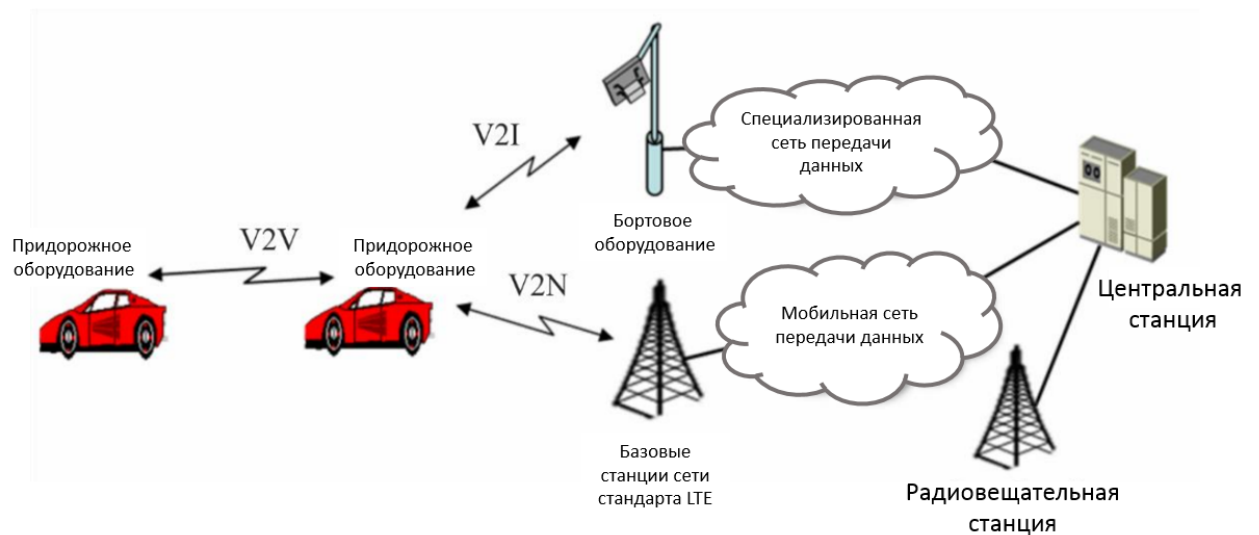 Специализированная
сеть передачи
данных
V2I
Бортовое
оборудование
Придорожное
оборудование
V2V
Придорожное
оборудование
V2N
Мобильная сеть
передачи данных
Центральная
станция
Базовые
станции сети
стандарта LTE
Радиовещательная
станция